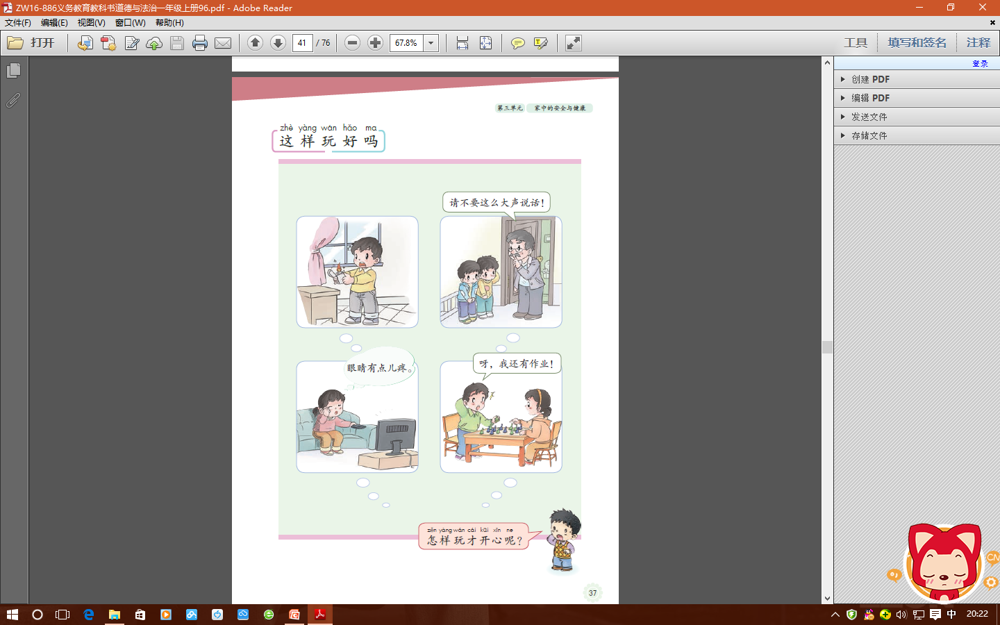 ZW16-886义务教育教科书道德与法治一年级上册96.pdf - Adobe Reader
文件(F) 编辑(E) 视图(V) 窗口(W) 帮助(H)
打开 41 / 76 67.8% 工具 填写和签名 注释
登录
创建 PDF
编辑 PDF
发送文件
存储文件
第三单元 家中的安全与健康
zhè yàng wán hǎo ma
这样玩好吗
请不要这么大声说话！
眼睛有点儿疼。
呀，我还有作业！
zěn yàng wán cái kāi xīn ne
怎样玩才开心呢？
37
CN
中 20:22